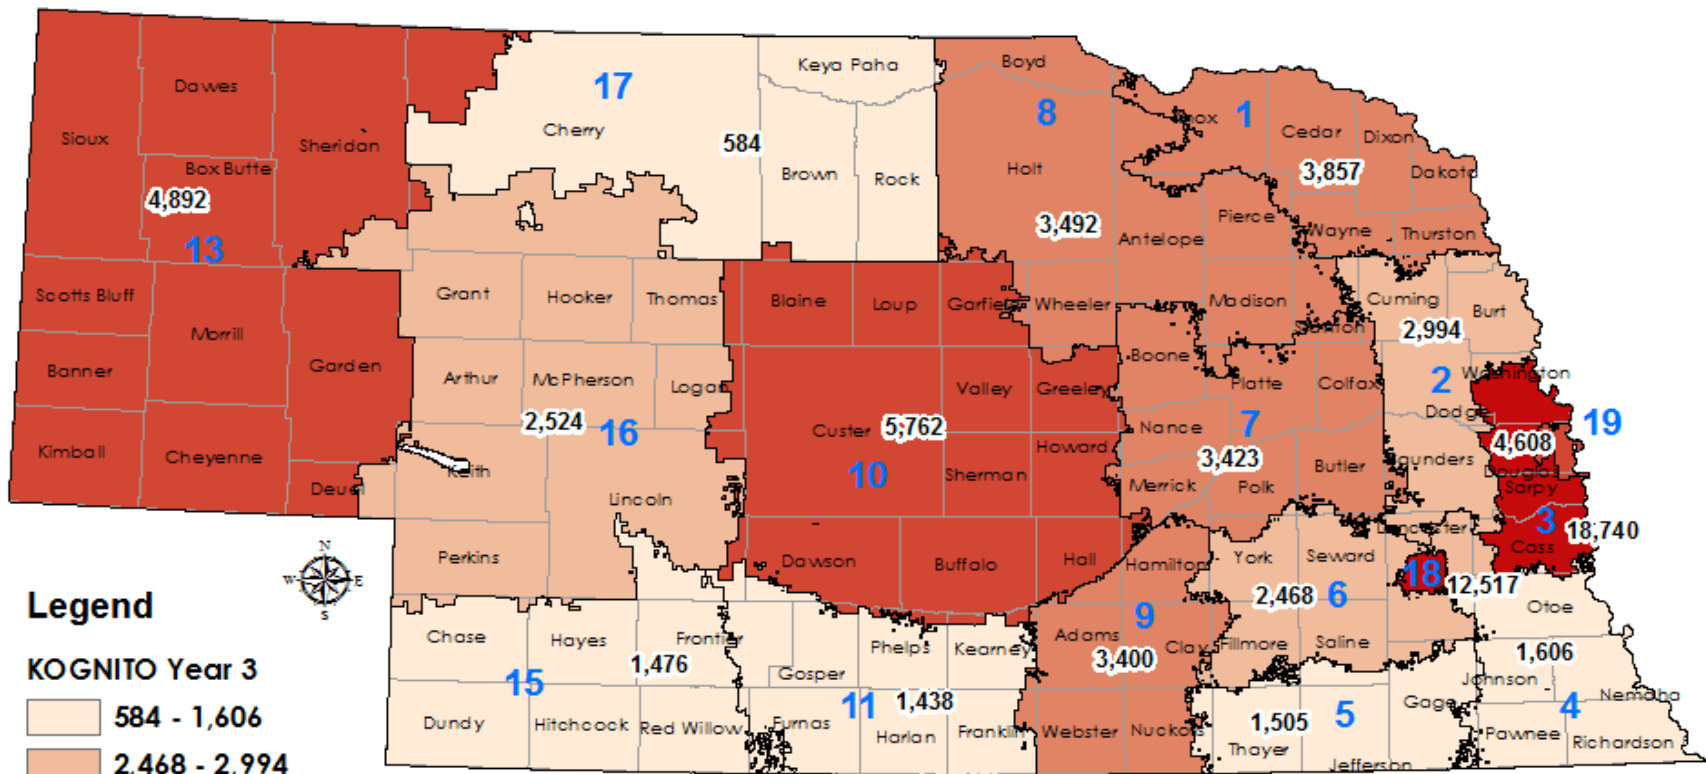 17
Keya Paha
Boyd
Dawes
8
1
Cherry
584
Cedar
Dixon
Sioux
Sheridan
Box Butte
Brown
Rock
Holt
3,857
Dakota
4,892
3,492
Pierce
13
Antelope
Wayne
Thurston
Scotts Bluff
Grant
Hooker
Thomas
Blaine
Loup
Garfield
Wheeler
Madison
Cuming
Burt
Morrill
Stanton
2,994
Banner
Garden
Arthur
McPherson
Logan
Valley
Greeley
Boone
Platte
Colfax
2
Washington
2,524
16
Custer
5,762
Nance
7
Dodge
19
Kimball
Cheyenne
Keith
10
Howard
3,423
4,608
Deuel
Lincoln
Sherman
Merrick
Polk
Butler
Saunders
Douglas
Sarpy
3
18,740
Perkins
Dawson
Buffalo
Hall
Hamilton
York
Seward
Lancaster
Cass
N
W
E
S
18
12,517
Legend
2,468
6
Otoe
Chase
Hayes
Frontier
Phelps
Kearney
Adams
9
Clay
Fillmore
Saline
KOGNITO Year 3
15
1,476
Gosper
3,400
1,606
Johnson
584 - 1,606
Dundy
Hitchcock
Red Willow
Furnas
11
1,438
Harlan
Franklin
Webster
Nuckolls
1,505
5
Gage
4
Nemaha
Pawnee
Richardson
Thayer
Jefferson
2,468 - 2,994